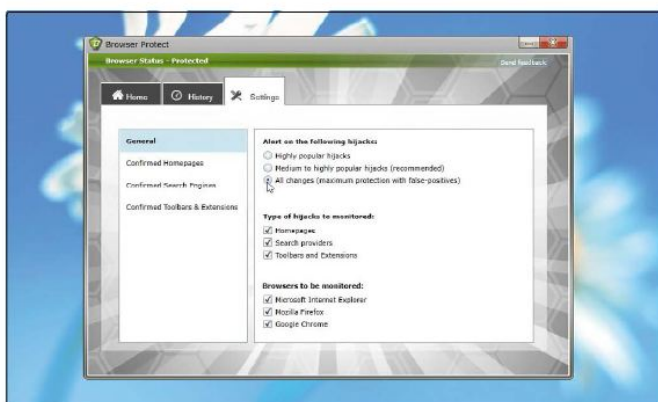 Browser Protect
Browser Status - Protected
Send feedback
Home
History
Settings
General
Confirmed Homepages
Confirmed Search Engines
Confirmed Toolbars & Extensions
Alert on the following hijacks:
Highly popular hijacks
Medium to highly popular hijacks (recommended)
All changes (maximum protection with false-positives)
Type of hijacks to monitored:
Homepages
Search providers
Toolbars and Extensions
Browsers to be monitored:
Microsoft Internet Explorer
Mozilla Firefox
Google Chrome